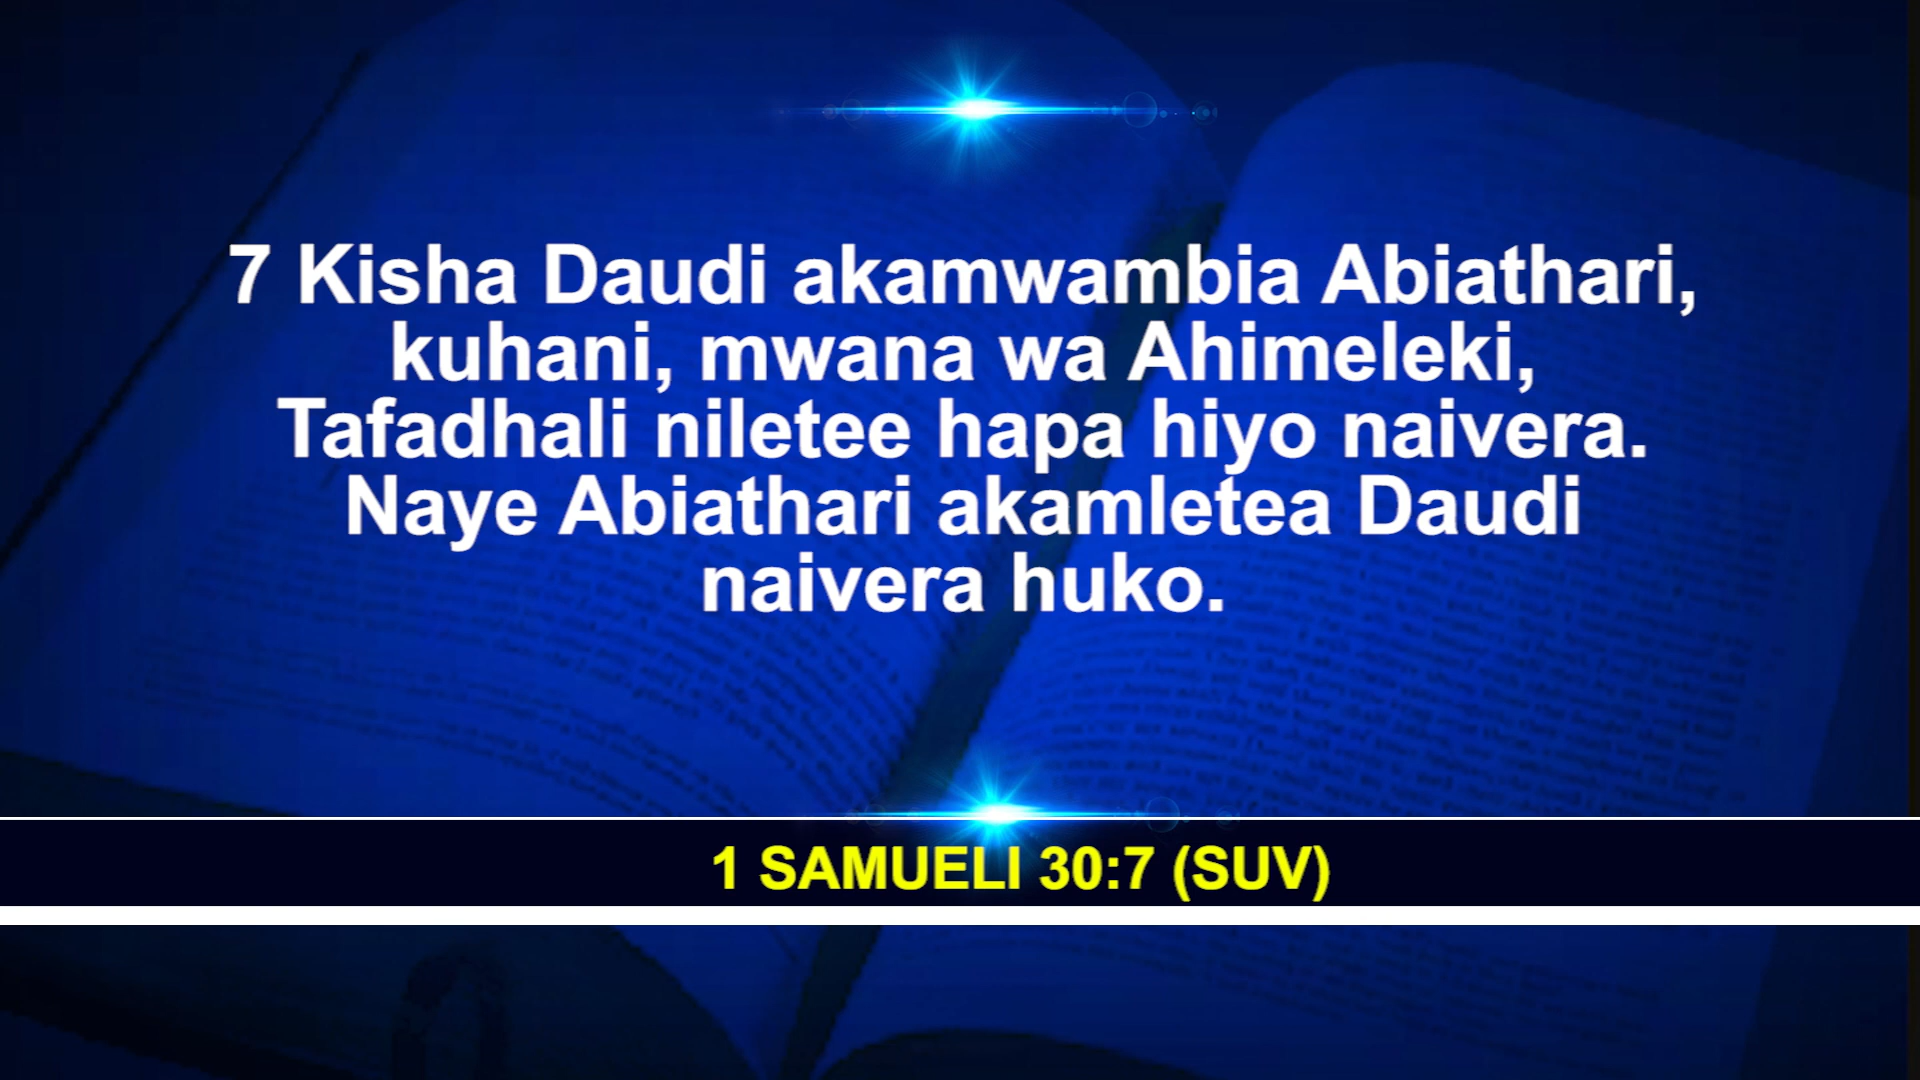 7 Kisha Daudi akamwambia Abiathari,
kuhani, mwana wa Ahimeleki,
Tafadhali niletee hapa hiyo naivera.
Naye Abiathari akamletea Daudi
naivera huko.
1 SAMUELI 30:7 (SUV)